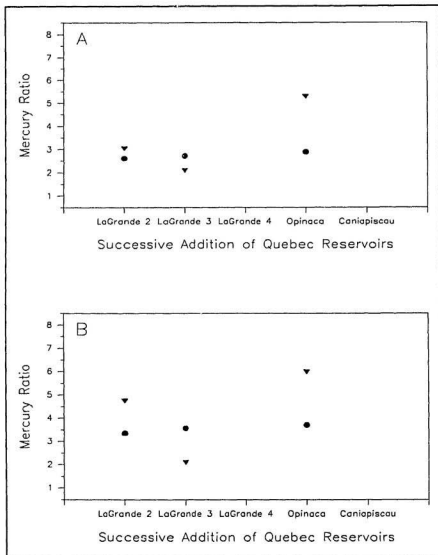 A
8
7
6
5
4
3
2
1
Mercury Ratio
LaGrande 2 LaGrande 3 LaGrande 4 Opinaca Caniapiscau
Successive Addition of Quebec Reservoirs
B
8
7
6
5
4
3
2
1
Mercury Ratio
LaGrande 2 LaGrande 3 LaGrande 4 Opinaca Caniapiscau
Successive Addition of Quebec Reservoirs